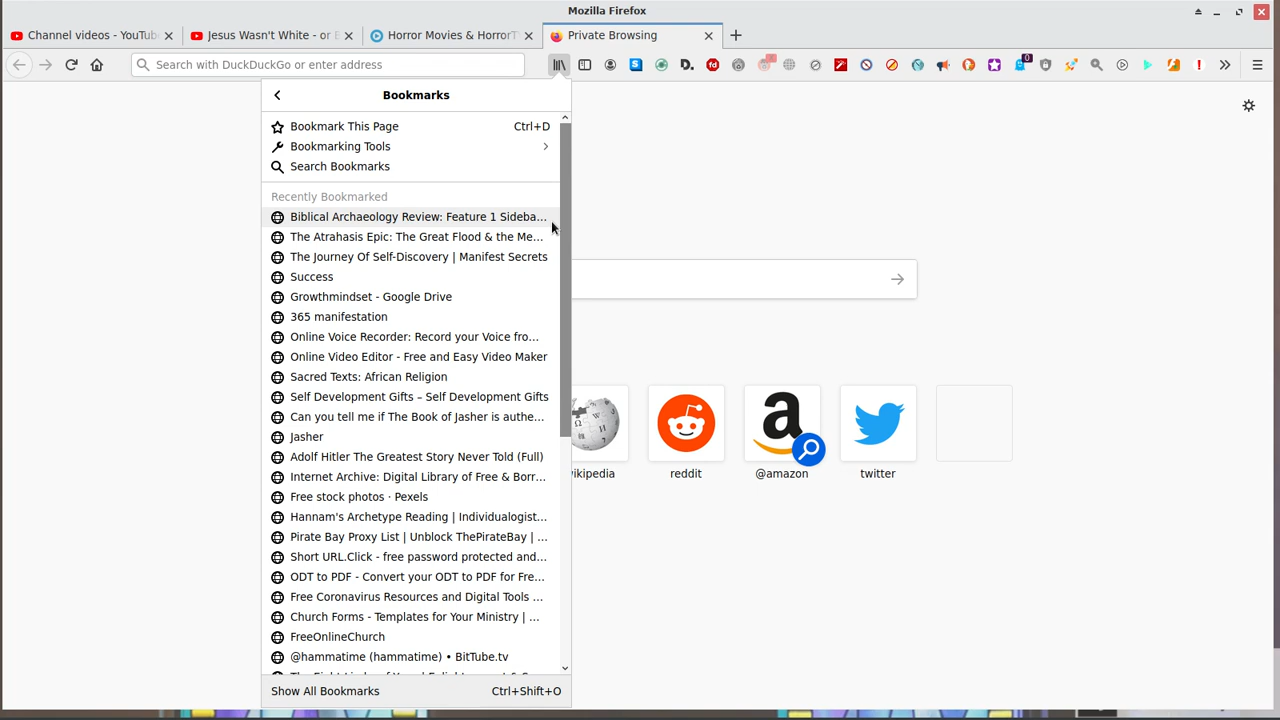 Mozilla Firefox
Channel videos - YouTub
Jesus Wasn't White - or B
Horror Movies & HorrorT
Private Browsing
Search with DuckDuckGo or enter address
0
Bookmarks
Bookmark This Page Ctrl+D
Bookmarking Tools
Search Bookmarks
Recently Bookmarked
Biblical Archaeology Review: Feature 1 Sideba...
The Atrahasis Epic: The Great Flood & the Me...
The Journey Of Self-Discovery | Manifest Secrets
Success
Growthmindset - Google Drive
365 manifestation
Online Voice Recorder: Record your Voice fro...
Online Video Editor - Free and Easy Video Maker
Sacred Texts: African Religion
Self Development Gifts – Self Development Gifts
Can you tell me if The Book of Jasher is authe...
Jasher
Adolf Hitler The Greatest Story Never Told (Full)
Internet Archive: Digital Library of Free & Borr...
Free stock photos · Pexels
Hannam's Archetype Reading | Individualogist...
Pirate Bay Proxy List | Unblock ThePirateBay | ...
Short URL.Click - free password protected and...
ODT to PDF - Convert your ODT to PDF for Fre...
Free Coronavirus Resources and Digital Tools ...
Church Forms - Templates for Your Ministry | ...
FreeOnlineChurch
@hammatime (hammatime) • BitTube.tv
Show All Bookmarks Ctrl+Shift+O
wikipedia
reddit
@amazon
twitter